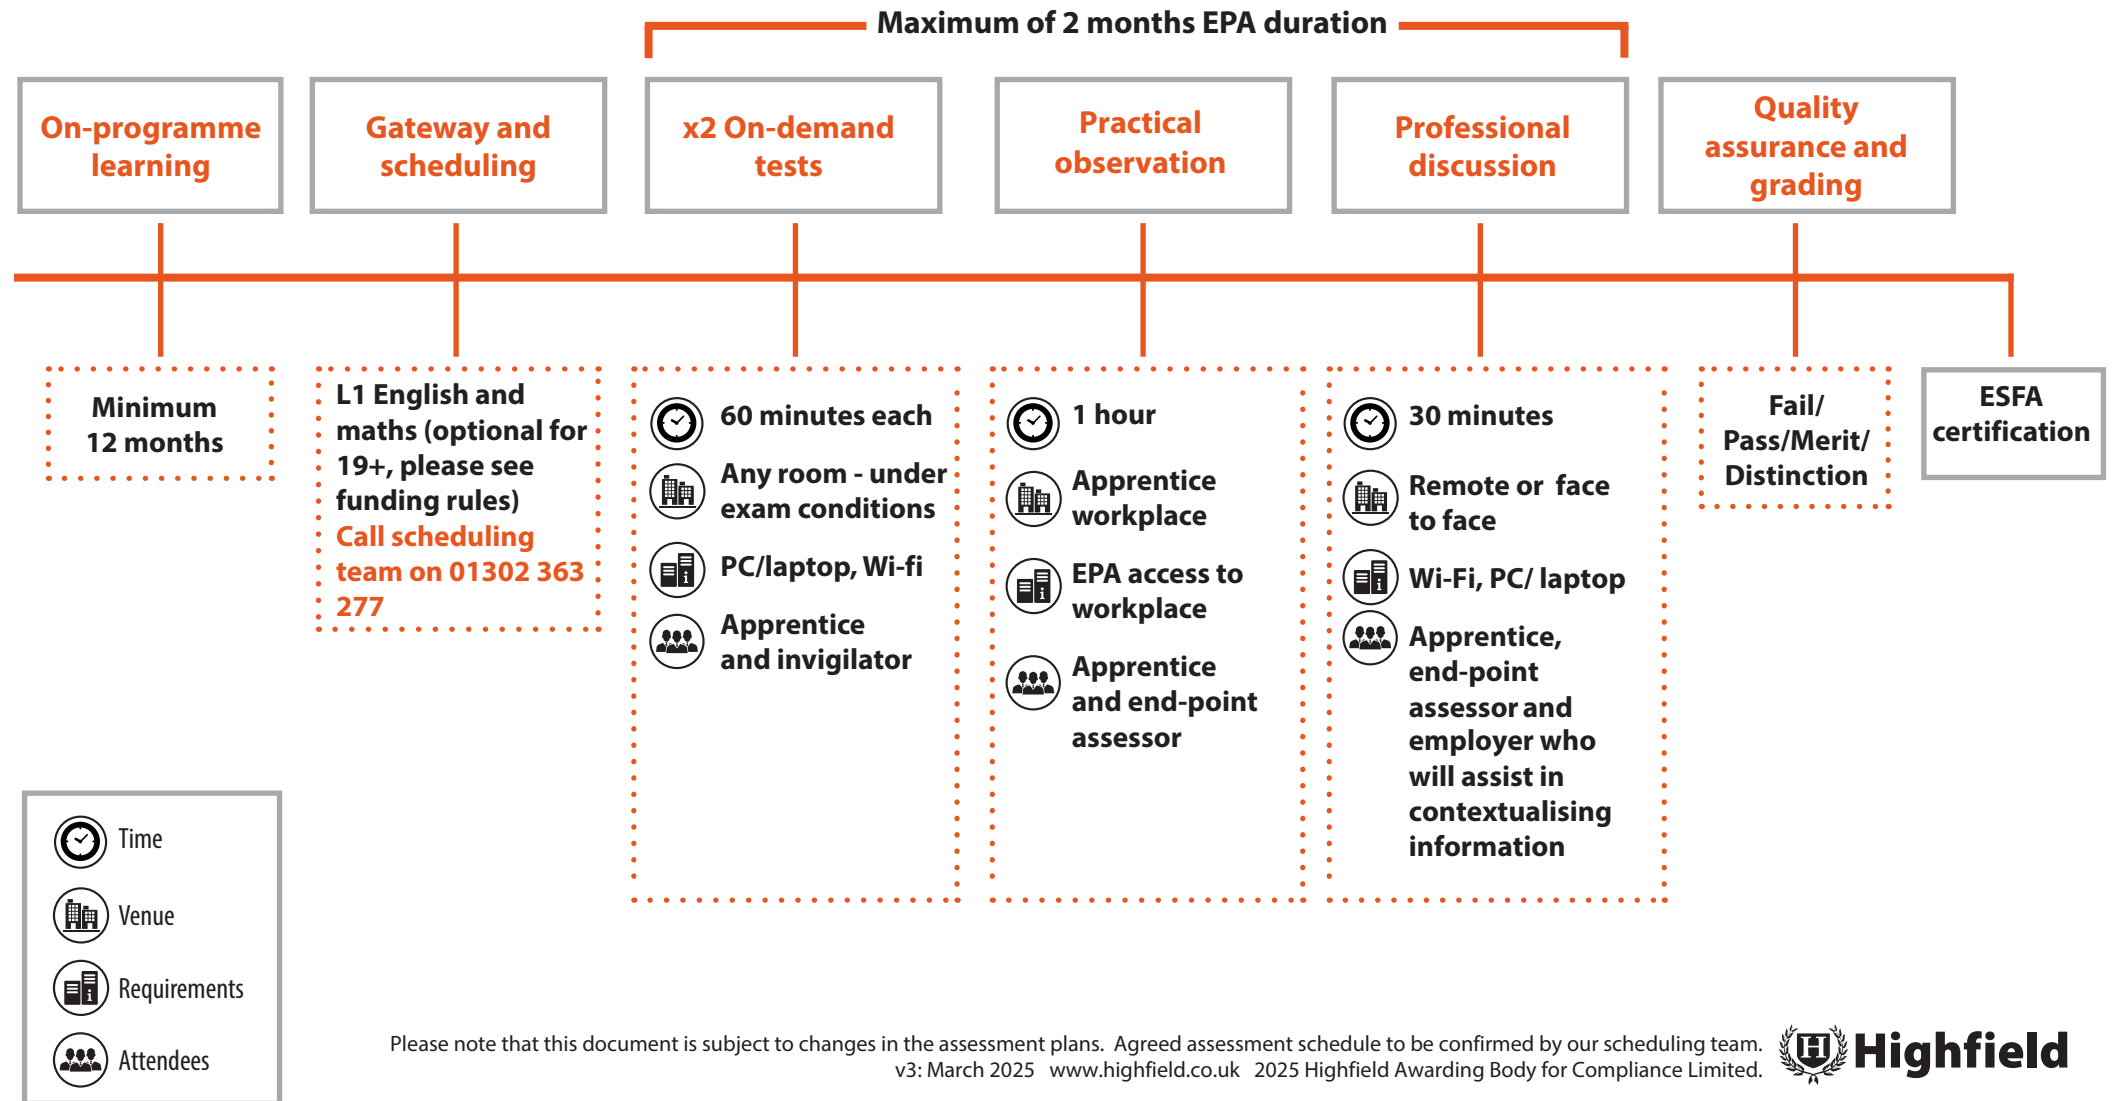 Maximum of 2 months EPA duration
On-programme
learning
Gateway and
scheduling
x2 On-demand
tests
Practical
observation
Professional
discussion
Quality
assurance and
grading
Minimum
12 months
L1 English and
maths (optional for
19+, please see
funding rules)
Call scheduling
team on 01302 363
277
60 minutes each
Any room - under
exam conditions
PC/laptop, Wi-fi
Apprentice
and invigilator
1 hour
Apprentice
workplace
EPA access to
workplace
Apprentice
and end-point
assessor
30 minutes
Remote or face
to face
Wi-Fi, PC/ laptop
Apprentice,
end-point
assessor and
employer who
will assist in
contextualising
information
Fail/
Pass/Merit/
Distinction
ESFA
certification
Time
Venue
Requirements
Attendees
Please note that this document is subject to changes in the assessment plans. Agreed assessment schedule to be confirmed by our scheduling team.
v3: March 2025 www.highfield.co.uk 2025 Highfield Awarding Body for Compliance Limited.
H Highfield